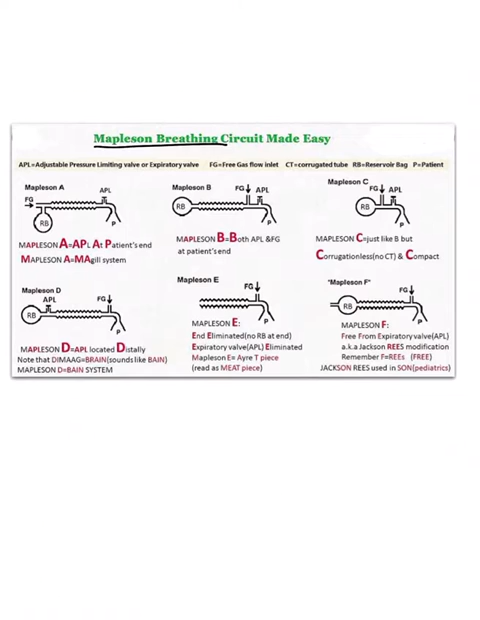 Mapleson Breathing Circuit Made Easy
APL=Adjustable Pressure Limiting valve or Expiratory valve FG=Free Gas flow inlet CT=corrugated tube RB=Reservoir Bag P=Patient
Mapleson A
APL
FG
RB
P
MAPLESON A=APL At Patient's end
MAPLESON A=MAgill system
Mapleson B
FG APL
RB
P
MAPLESON B=Both APL &FG
at patient's end
Mapleson C
FG APL
RB
P
MAPLESON C=just like B but
Corrugationless(no CT) & Compact
Mapleson D
APL
FG
RB
P
MAPLESON D=APL located Distally
Note that DIMAAG=BRAIN(sounds like BAIN)
MAPLESON D=BAIN SYSTEM
Mapleson E
FG
P
MAPLESON E:
End Eliminated(no RB at end)
Expiratory valve(APL) Eliminated
Mapleson E= Ayre T piece
(read as MEAT piece)
"Mapleson F"
FG
RB
P
MAPLESON F:
Free From Expiratory valve(APL)
a.k.a Jackson REES modification
Remember F=REEs (FREE)
JACKSON REES used in SON(pediatrics)